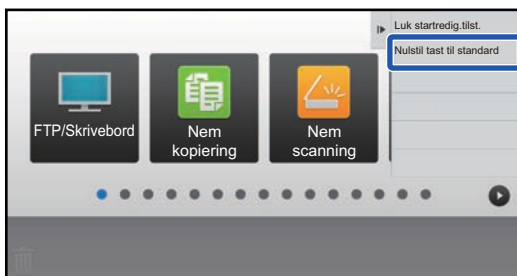 Luk startredig.tilst.
Nulstil tast til standard
FTP/Skrivebord
Nem
kopiering
Nem
scanning